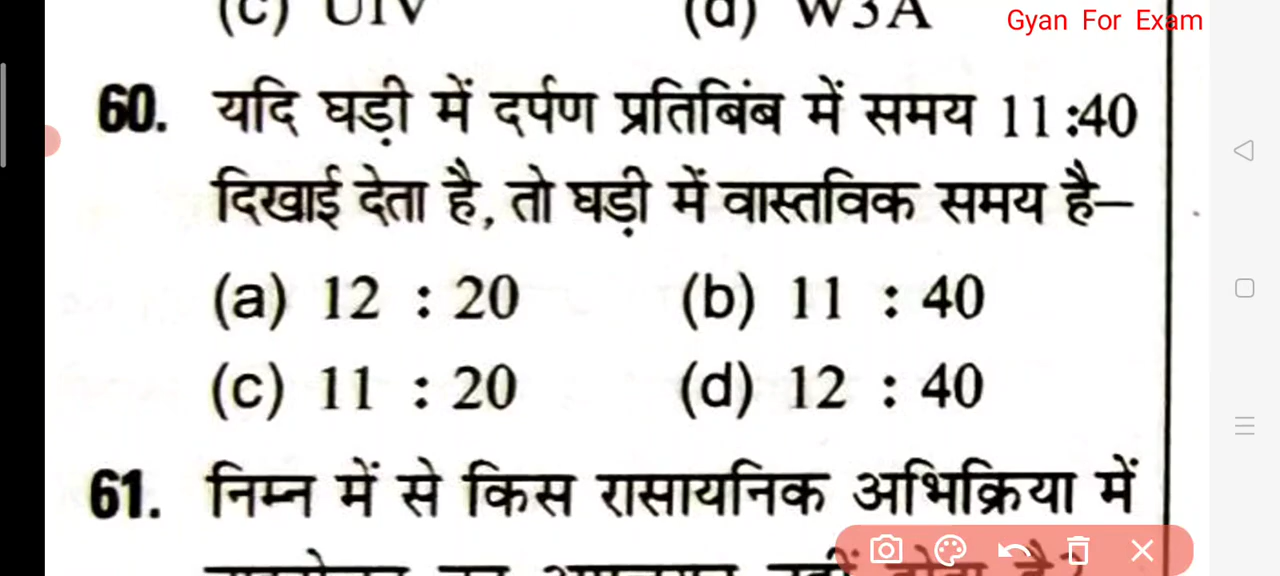 Gyan For Exam
(c) U1V (d) W3A
60. यदि घड़ी में दर्पण प्रतिबिंब में समय 11:40
दिखाई देता है, तो घड़ी में वास्तविक समय है–
(a) 12 : 20 (b) 11 : 40
(c) 11 : 20 (d) 12 : 40
61. निम्न में से किस रासायनिक अभिक्रिया में